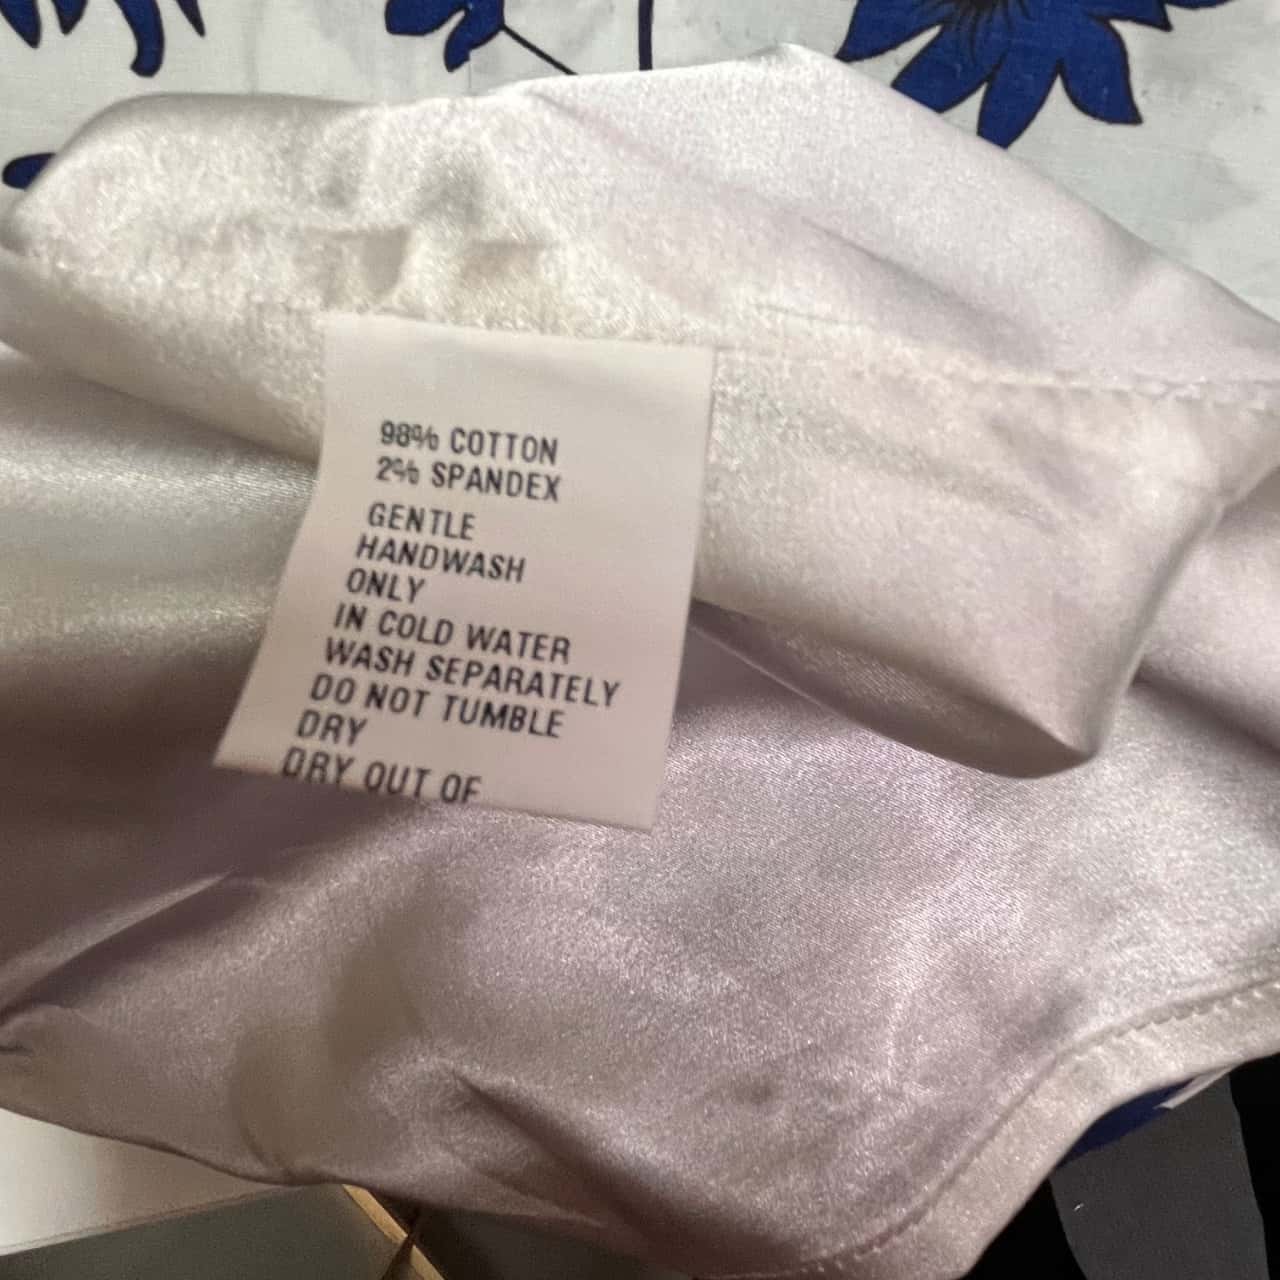 98% COTTON
2% SPANDEX
GENTLE
HANDWASH
ONLY
IN COLD WATER
WASH SEPARATELY
DO NOT TUMBLE
DRY
DRY OUT OF